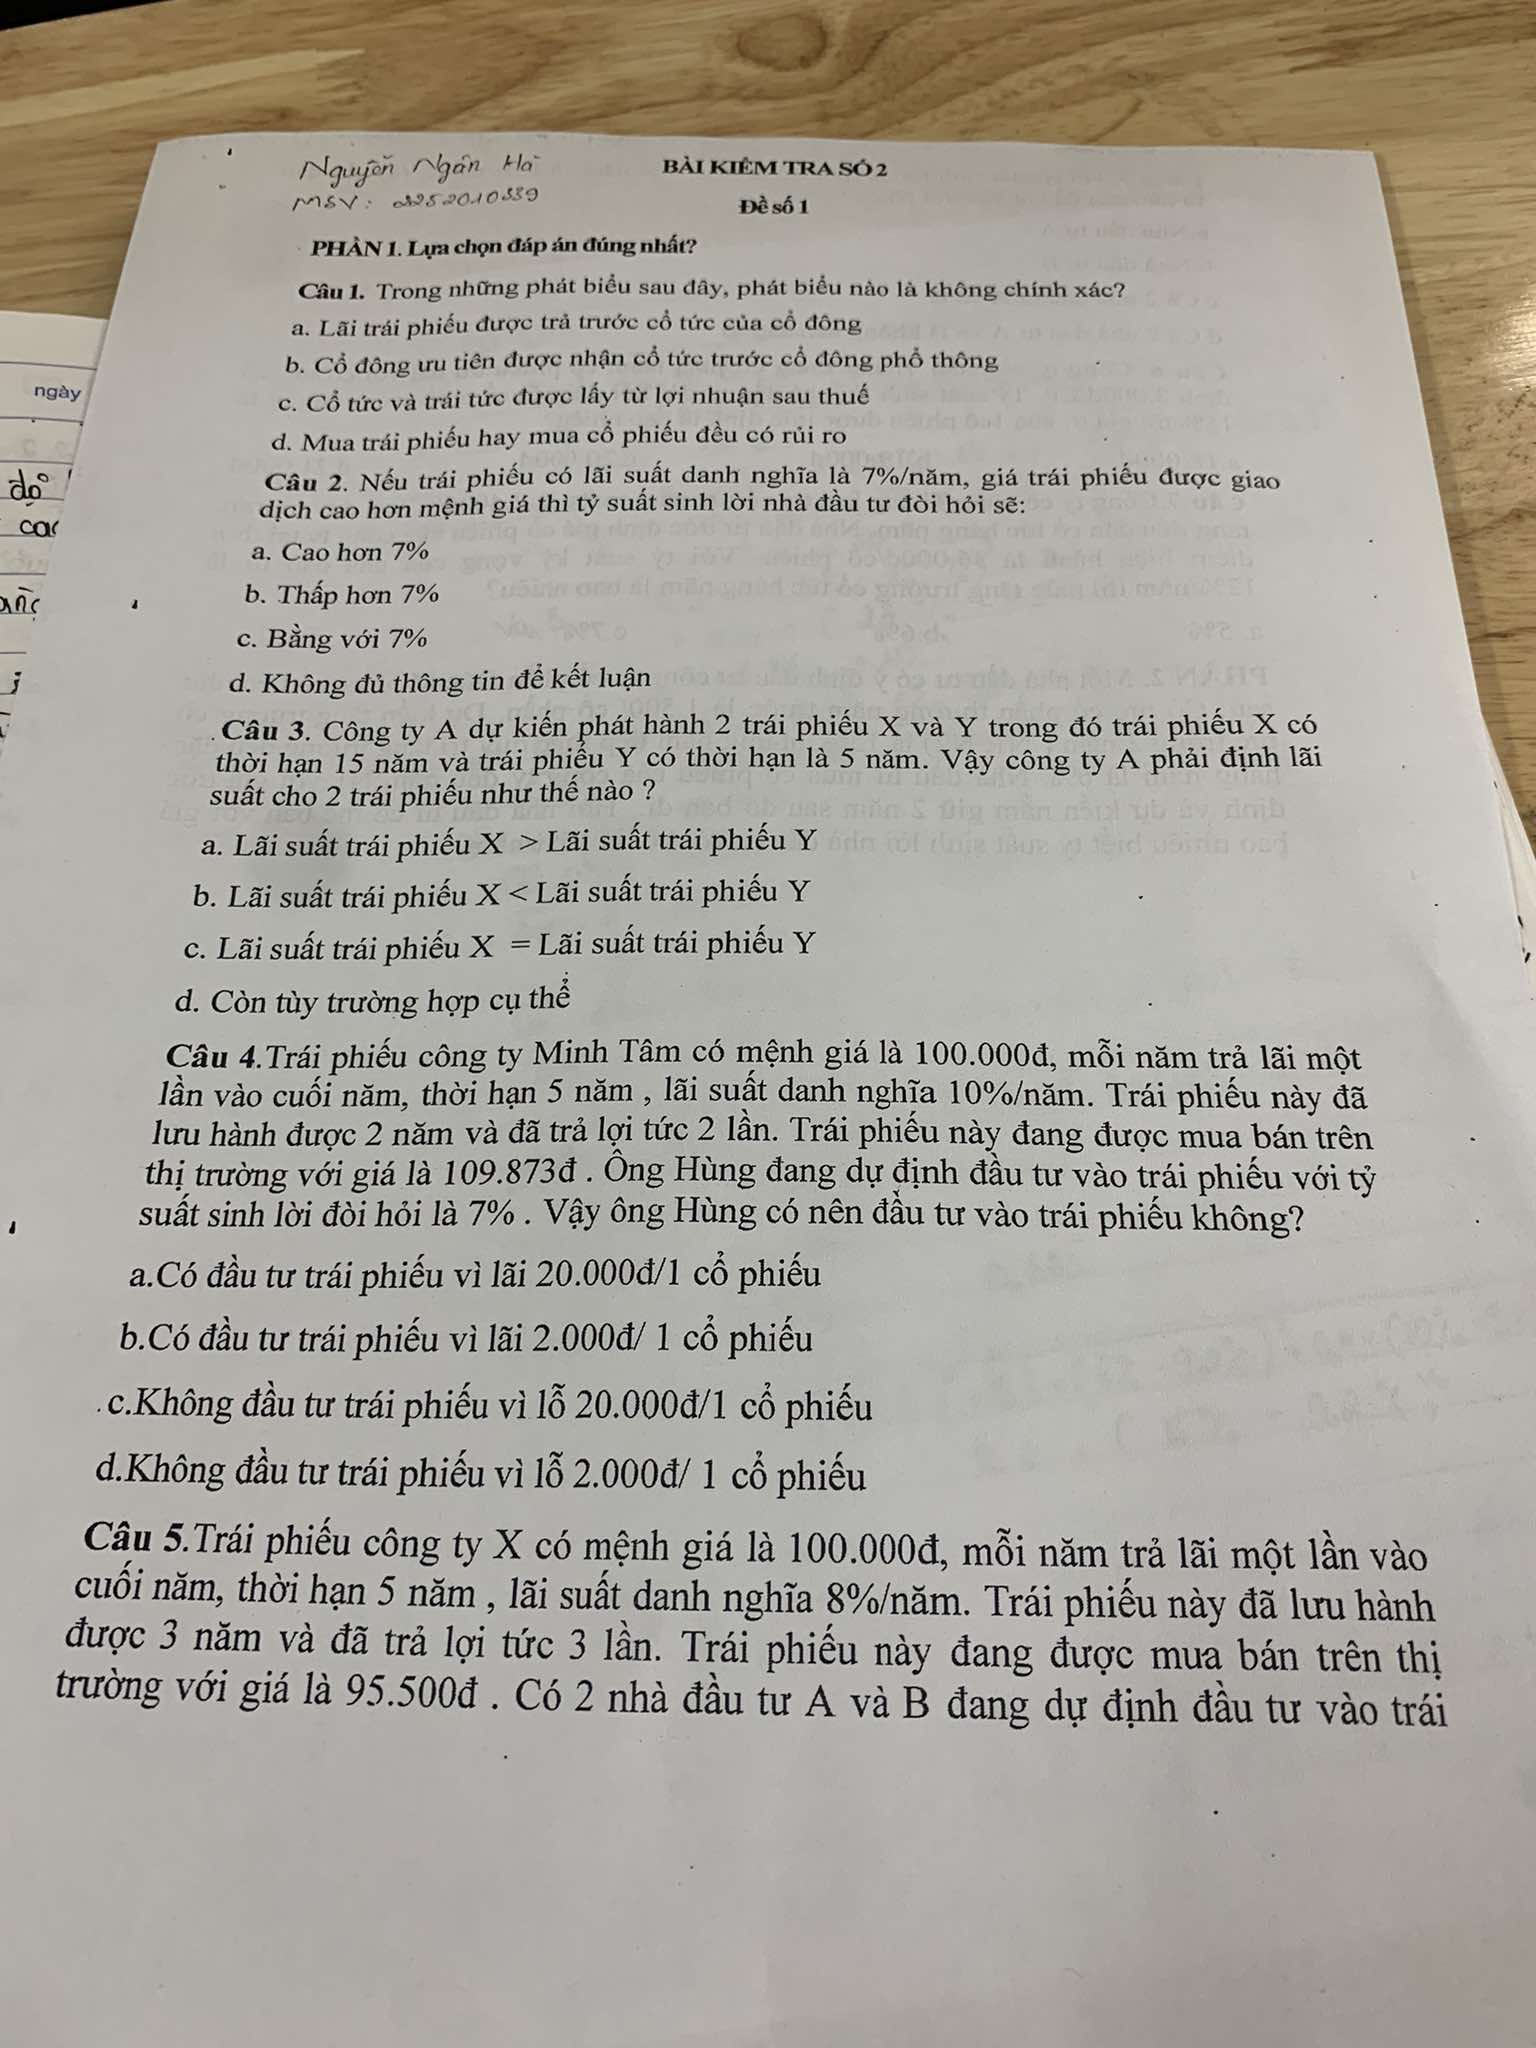 Nguyễn Ngân Hà
MSV: 2252010339
BÀI KIỂM TRA SỐ 2
Đề số 1
PHẦN 1. Lựa chọn đáp án đúng nhất?
Câu 1. Trong những phát biểu sau đây, phát biểu nào là không chính xác?
a. Lãi trái phiếu được trả trước cổ tức của cổ đông
b. Cổ đông ưu tiên được nhận cổ tức trước cổ đông phổ thông
c. Cổ tức và trái tức được lấy từ lợi nhuận sau thuế
d. Mua trái phiếu hay mua cổ phiếu đều có rủi ro
Câu 2. Nếu trái phiếu có lãi suất danh nghĩa là 7%/năm, giá trái phiếu được giao
dịch cao hơn mệnh giá thì tỷ suất sinh lời nhà đầu tư đòi hỏi sẽ:
a. Cao hơn 7%
b. Thấp hơn 7%
c. Bằng với 7%
d. Không đủ thông tin để kết luận
Câu 3. Công ty A dự kiến phát hành 2 trái phiếu X và Y trong đó trái phiếu X có
thời hạn 15 năm và trái phiếu Y có thời hạn là 5 năm. Vậy công ty A phải định lãi
suất cho 2 trái phiếu như thế nào ?
a. Lãi suất trái phiếu X > Lãi suất trái phiếu Y
b. Lãi suất trái phiếu X < Lãi suất trái phiếu Y
c. Lãi suất trái phiếu X = Lãi suất trái phiếu Y
d. Còn tùy trường hợp cụ thể
Câu 4.Trái phiếu công ty Minh Tâm có mệnh giá là 100.000đ, mỗi năm trả lãi một
lần vào cuối năm, thời hạn 5 năm , lãi suất danh nghĩa 10%/năm. Trái phiếu này đã
lưu hành được 2 năm và đã trả lợi tức 2 lần. Trái phiếu này đang được mua bán trên
thị trường với giá là 109.873đ . Ông Hùng đang dự định đầu tư vào trái phiếu với tỷ
suất sinh lời đòi hỏi là 7% . Vậy ông Hùng có nên đầu tư vào trái phiếu không?
a.Có đầu tư trái phiếu vì lãi 20.000đ/1 cổ phiếu
b.Có đầu tư trái phiếu vì lãi 2.000đ/ 1 cổ phiếu
c.Không đầu tư trái phiếu vì lỗ 20.000đ/1 cổ phiếu
d.Không đầu tư trái phiếu vì lỗ 2.000đ/ 1 cổ phiếu
Câu 5.Trái phiếu công ty X có mệnh giá là 100.000đ, mỗi năm trả lãi một lần vào
cuối năm, thời hạn 5 năm , lãi suất danh nghĩa 8%/năm. Trái phiếu này đã lưu hành
được 3 năm và đã trả lợi tức 3 lần. Trái phiếu này đang được mua bán trên thị
trường với giá là 95.500đ . Có 2 nhà đầu tư A và B đang dự định đầu tư vào trái
ngày
độ